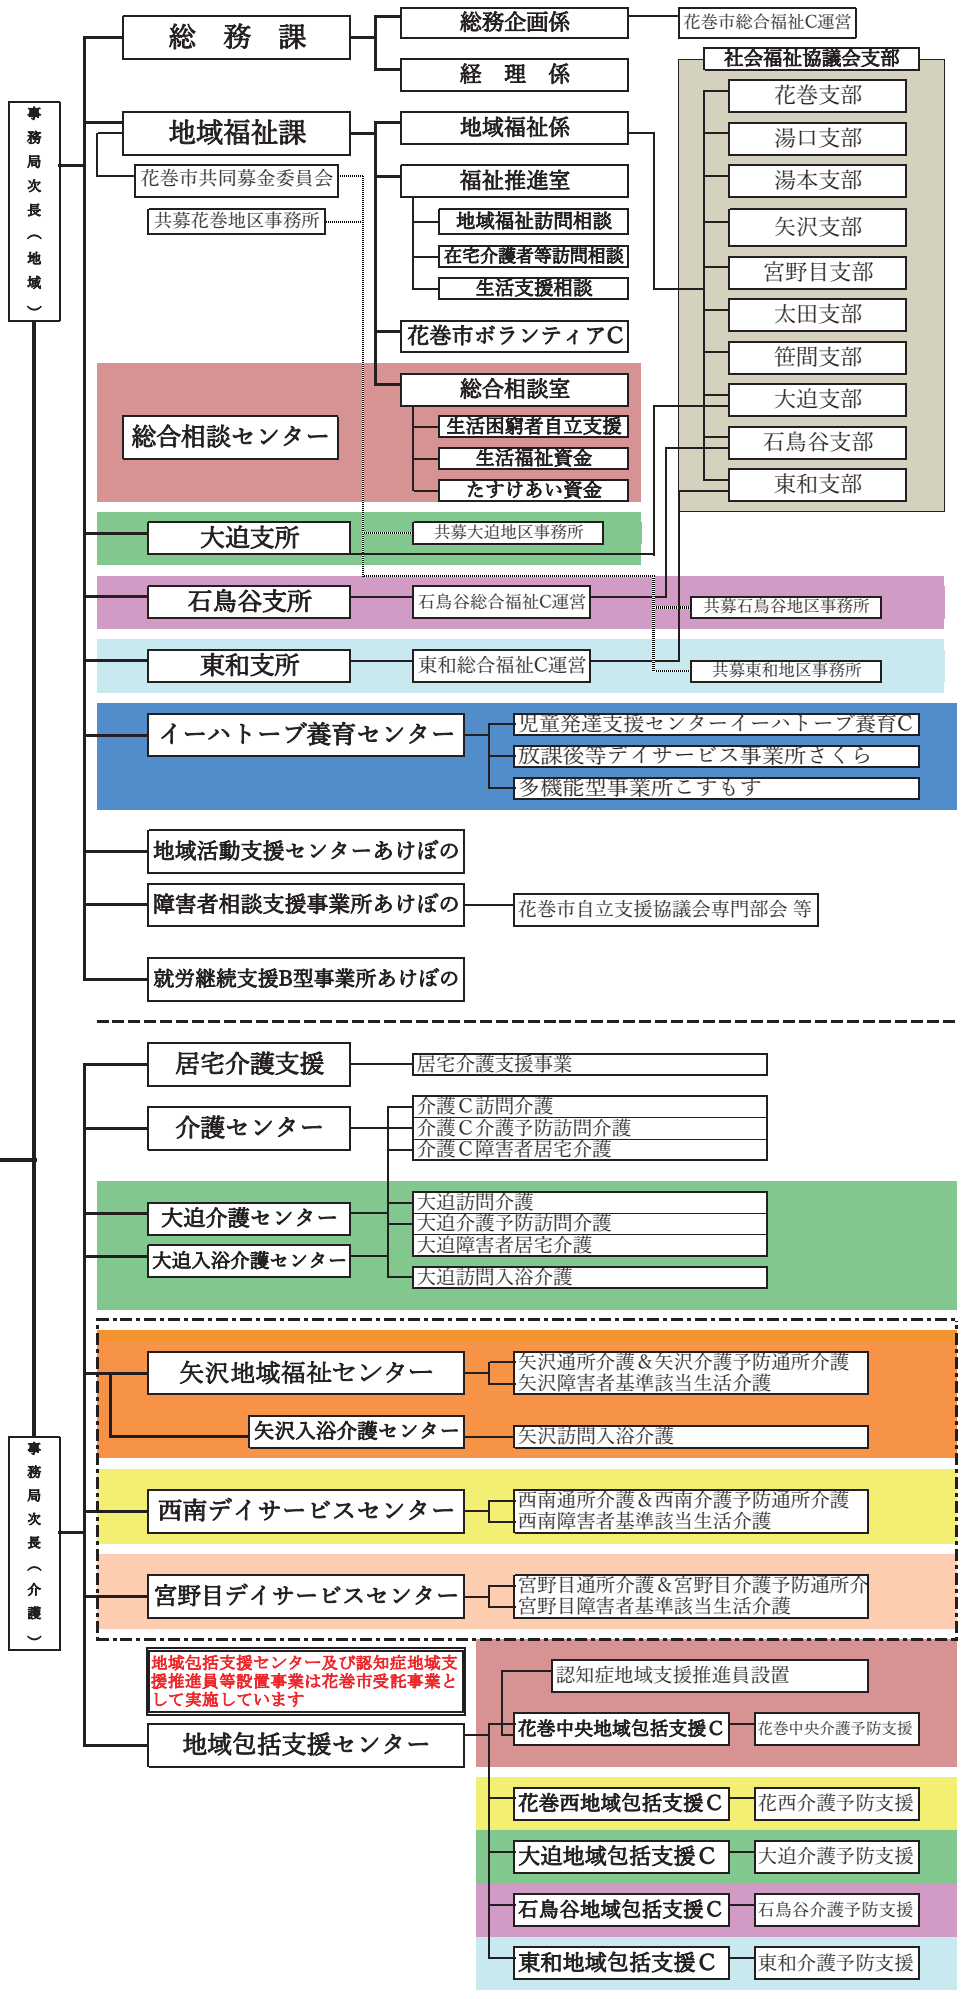 事務局次長（地域）
総　務　課
総務企画係
花巻市総合福祉C運営
経　理　係
社会福祉協議会支部
花巻支部
湯口支部
湯本支部
矢沢支部
宮野目支部
太田支部
笹間支部
大迫支部
石鳥谷支部
東和支部
地域福祉課
地域福祉係
花巻市共同募金委員会
共募花巻地区事務所
福祉推進室
地域福祉訪問相談
在宅介護者等訪問相談
生活支援相談
花巻市ボランティアC
総合相談センター
総合相談室
生活困窮者自立支援
生活福祉資金
たすけあい資金
大迫支所
共募大迫地区事務所
石鳥谷支所
石鳥谷総合福祉C運営
共募石鳥谷地区事務所
東和支所
東和総合福祉C運営
共募東和地区事務所
イーハトーブ養育センター
児童発達支援センターイーハトーブ養育C
放課後等デイサービス事業所さくら
多機能型事業所こすもす
地域活動支援センターあけぼの
障害者相談支援事業所あけぼの
花巻市自立支援協議会専門部会 等
就労継続支援B型事業所あけぼの
事務局次長（介護）
居宅介護支援
居宅介護支援事業
介護センター
介護C訪問介護
介護C介護予防訪問介護
介護C障害者居宅介護
大迫介護センター
大迫訪問介護
大迫介護予防訪問介護
大迫障害者居宅介護
大迫入浴介護センター
大迫訪問入浴介護
矢沢地域福祉センター
矢沢通所介護＆矢沢介護予防通所介護
矢沢障害者基準該当生活介護
矢沢入浴介護センター
矢沢訪問入浴介護
西南デイサービスセンター
西南通所介護＆西南介護予防通所介護
西南障害者基準該当生活介護
宮野目デイサービスセンター
宮野目通所介護＆宮野目介護予防通所介
宮野目障害者基準該当生活介護
地域包括支援センター及び認知症地域支
援推進員等設置事業は花巻市受託事業と
して実施しています
地域包括支援センター
認知症地域支援推進員設置
花巻中央地域包括支援C
花巻中央介護予防支援
花巻西地域包括支援C
花西介護予防支援
大迫地域包括支援C
大迫介護予防支援
石鳥谷地域包括支援C
石鳥谷介護予防支援
東和地域包括支援C
東和介護予防支援